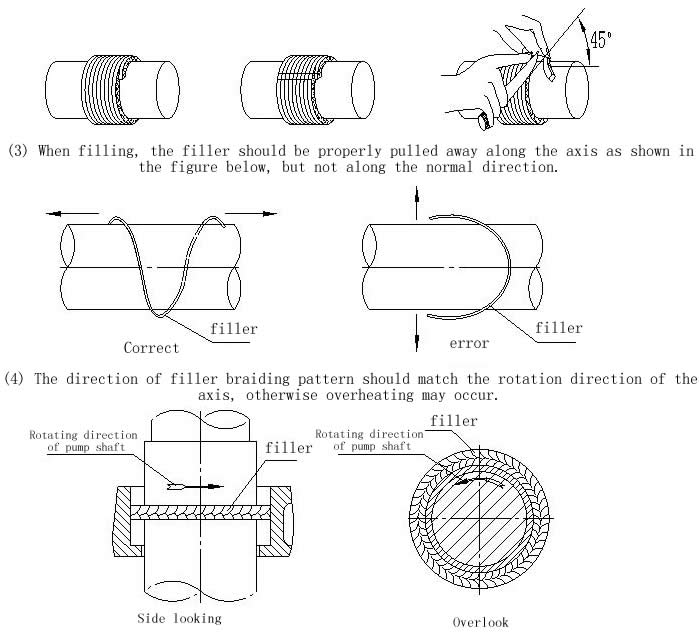 45°
(3) When filling, the filler should be properly pulled away along the axis as shown in
the figure below, but not along the normal direction.
filler
Correct
filler
error
(4) The direction of filler braiding pattern should match the rotation direction of the
axis, otherwise overheating may occur.
Rotating direction
of pump shaft
filler
Side looking
Rotating direction
of pump shaft
filler
Overlook